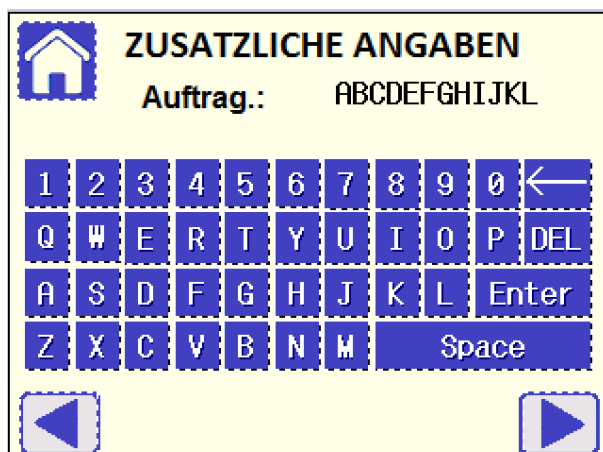 ZUSATZLICHE ANGABEN
Auftrag.: ABCDEFGHIJKL
1 2 3 4 5 6 7 8 9 0 ←
Q W E R T Y U I O P DEL
A S D F G H J K L Enter
Z X C V B N M Space